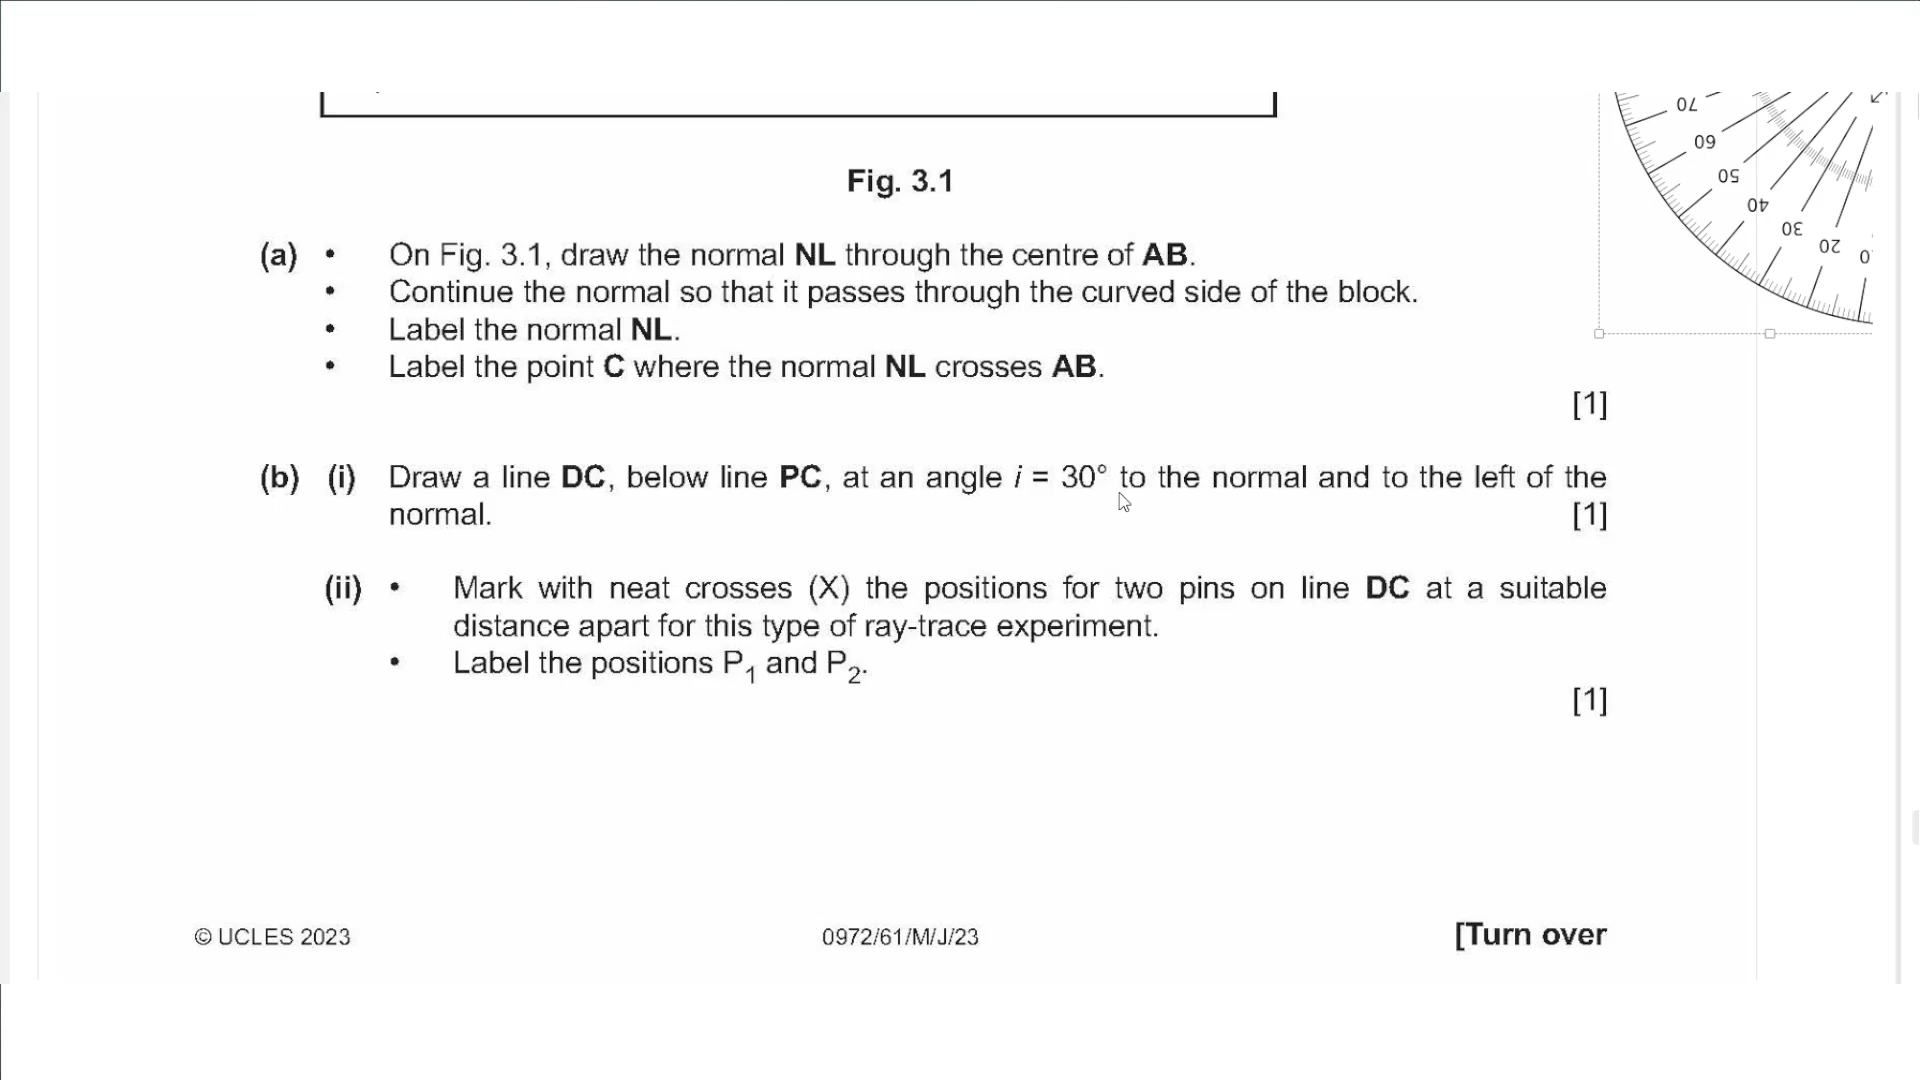 Fig. 3.1
(a) • On Fig. 3.1, draw the normal NL through the centre of AB.
• Continue the normal so that it passes through the curved side of the block.
• Label the normal NL.
• Label the point C where the normal NL crosses AB.
[1]
(b) (i) Draw a line DC, below line PC, at an angle i = 30° to the normal and to the left of the
normal. [1]
(ii) • Mark with neat crosses (X) the positions for two pins on line DC at a suitable
distance apart for this type of ray-trace experiment.
• Label the positions P₁ and P₂.
[1]
© UCLES 2023 0972/61/M/J/23 [Turn over
70
60
50
40
30
20